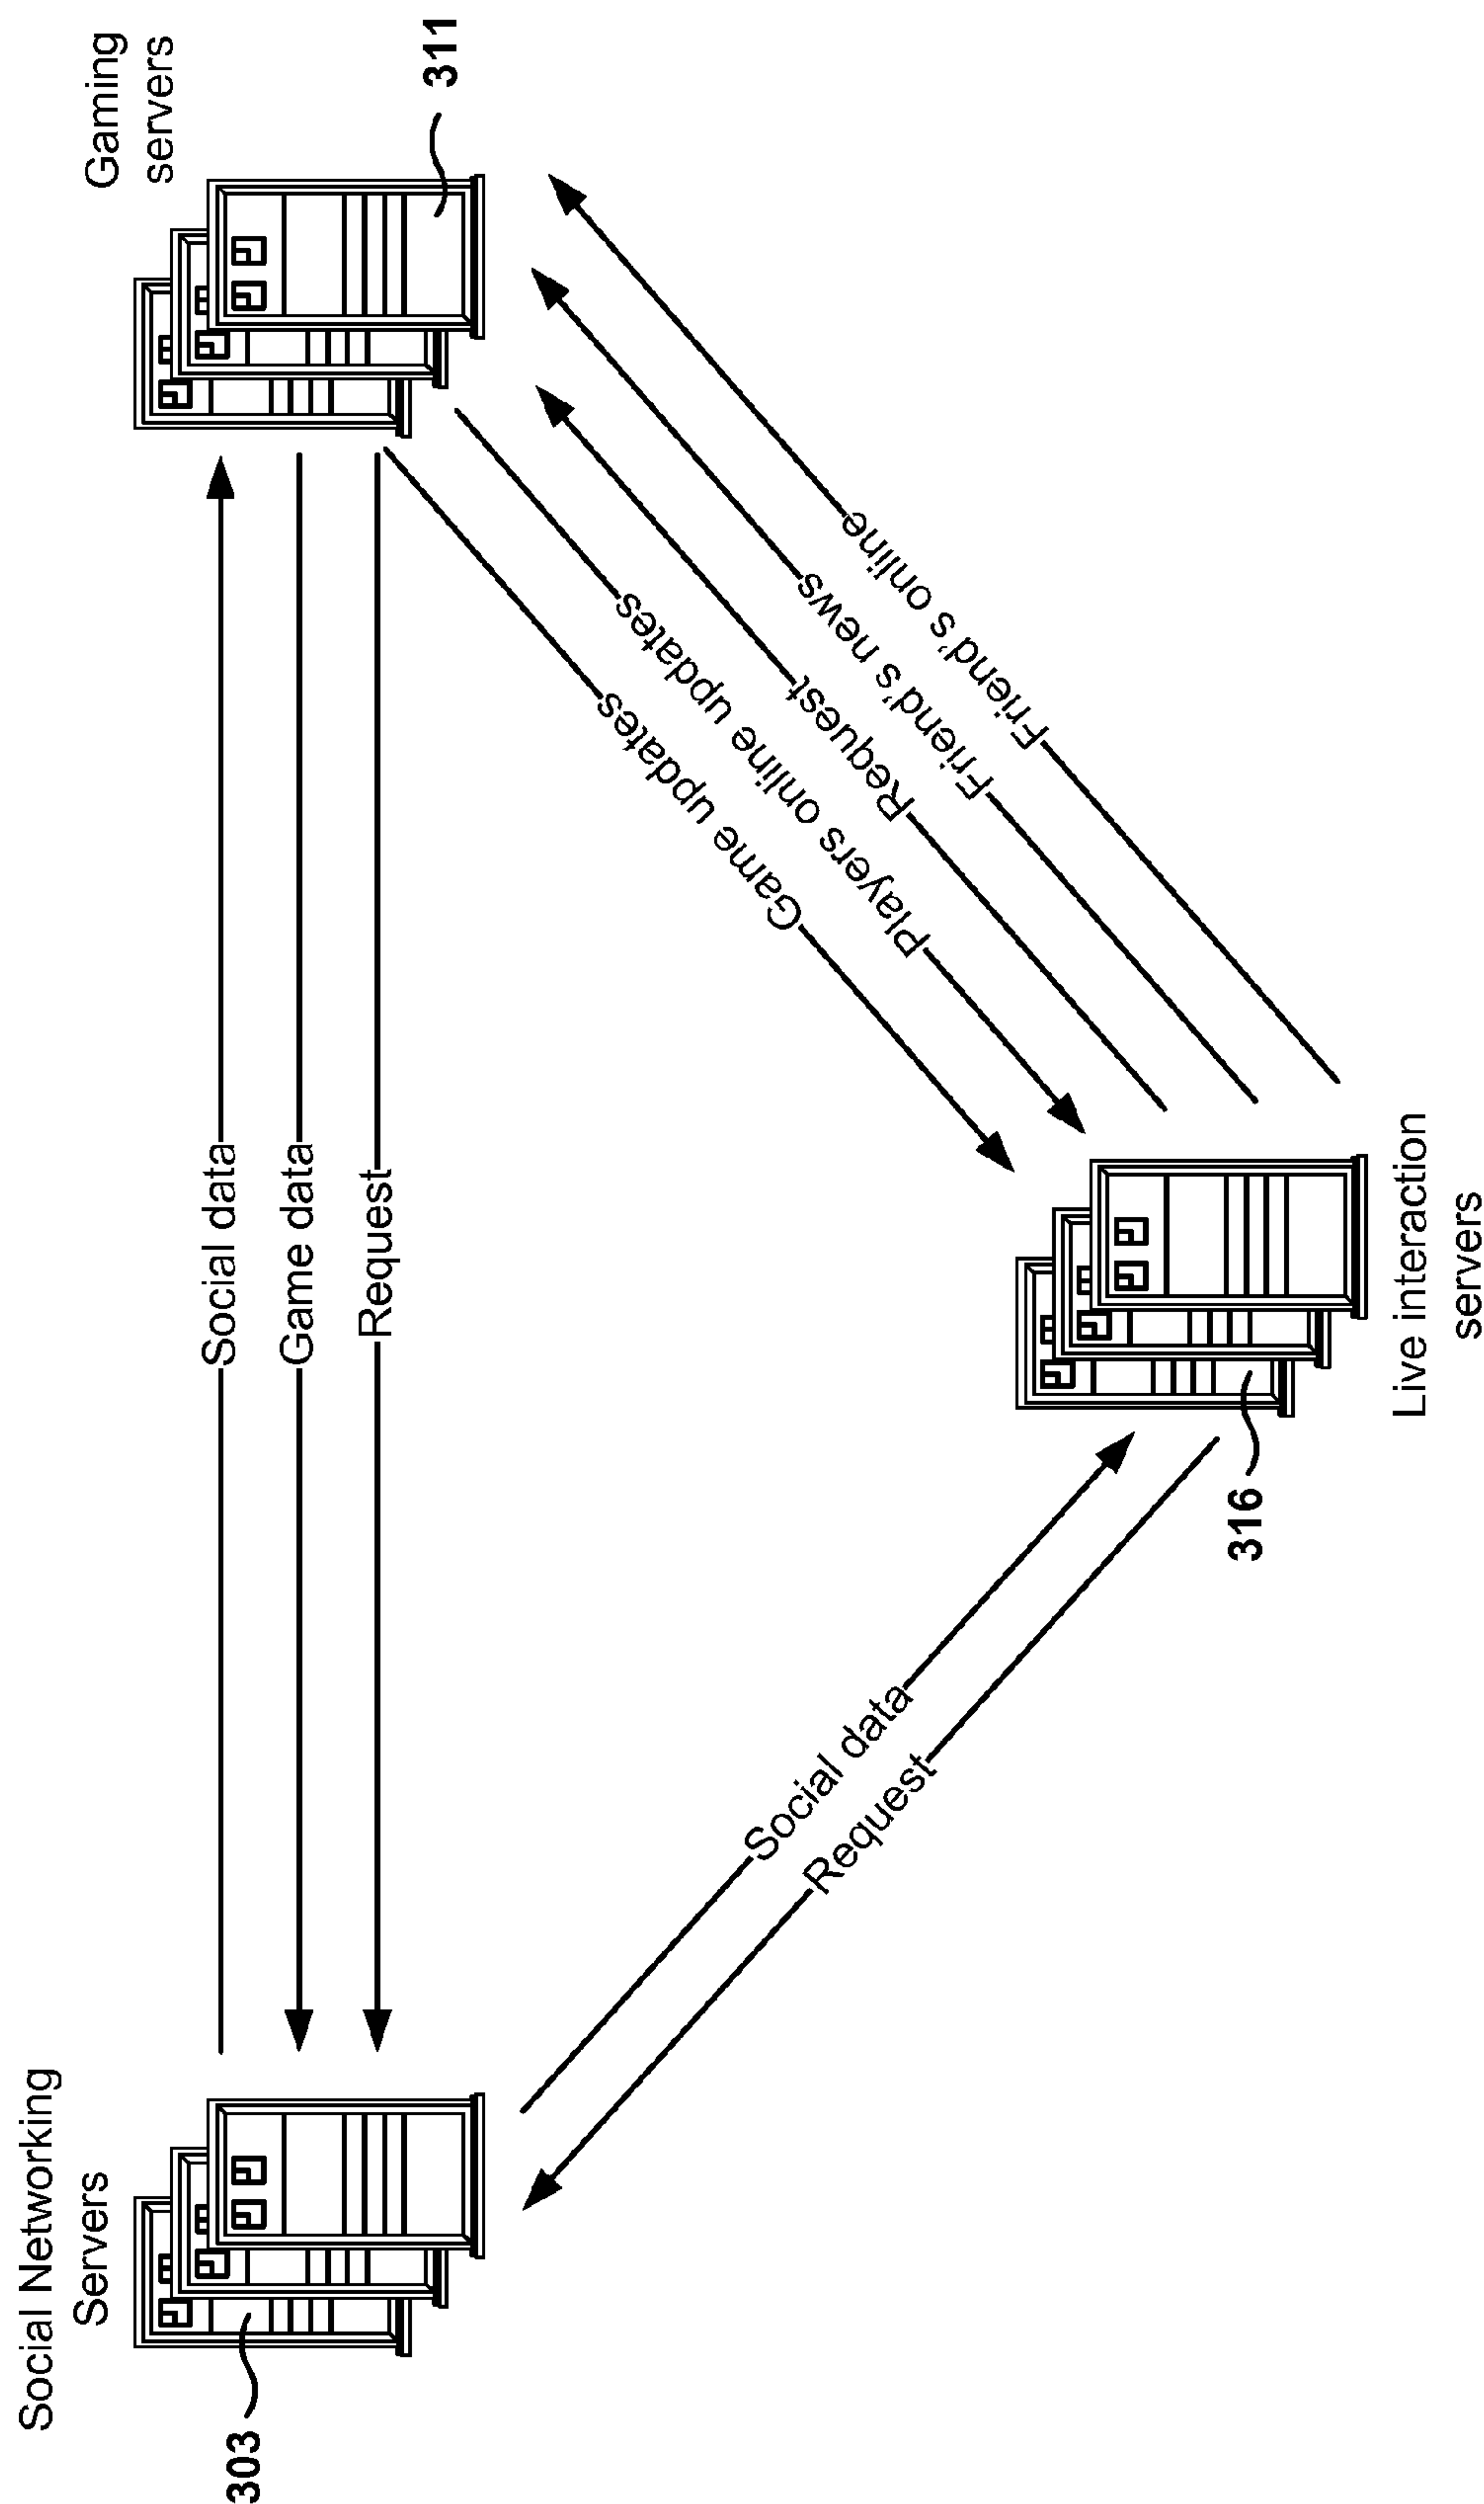 Social Networking
Servers
Gaming
servers
303
311
Social data
Game data
Request
Social data
Request
Game updates
Players online updates
Request
Friend's news
Friend's online
316
Live interaction
servers